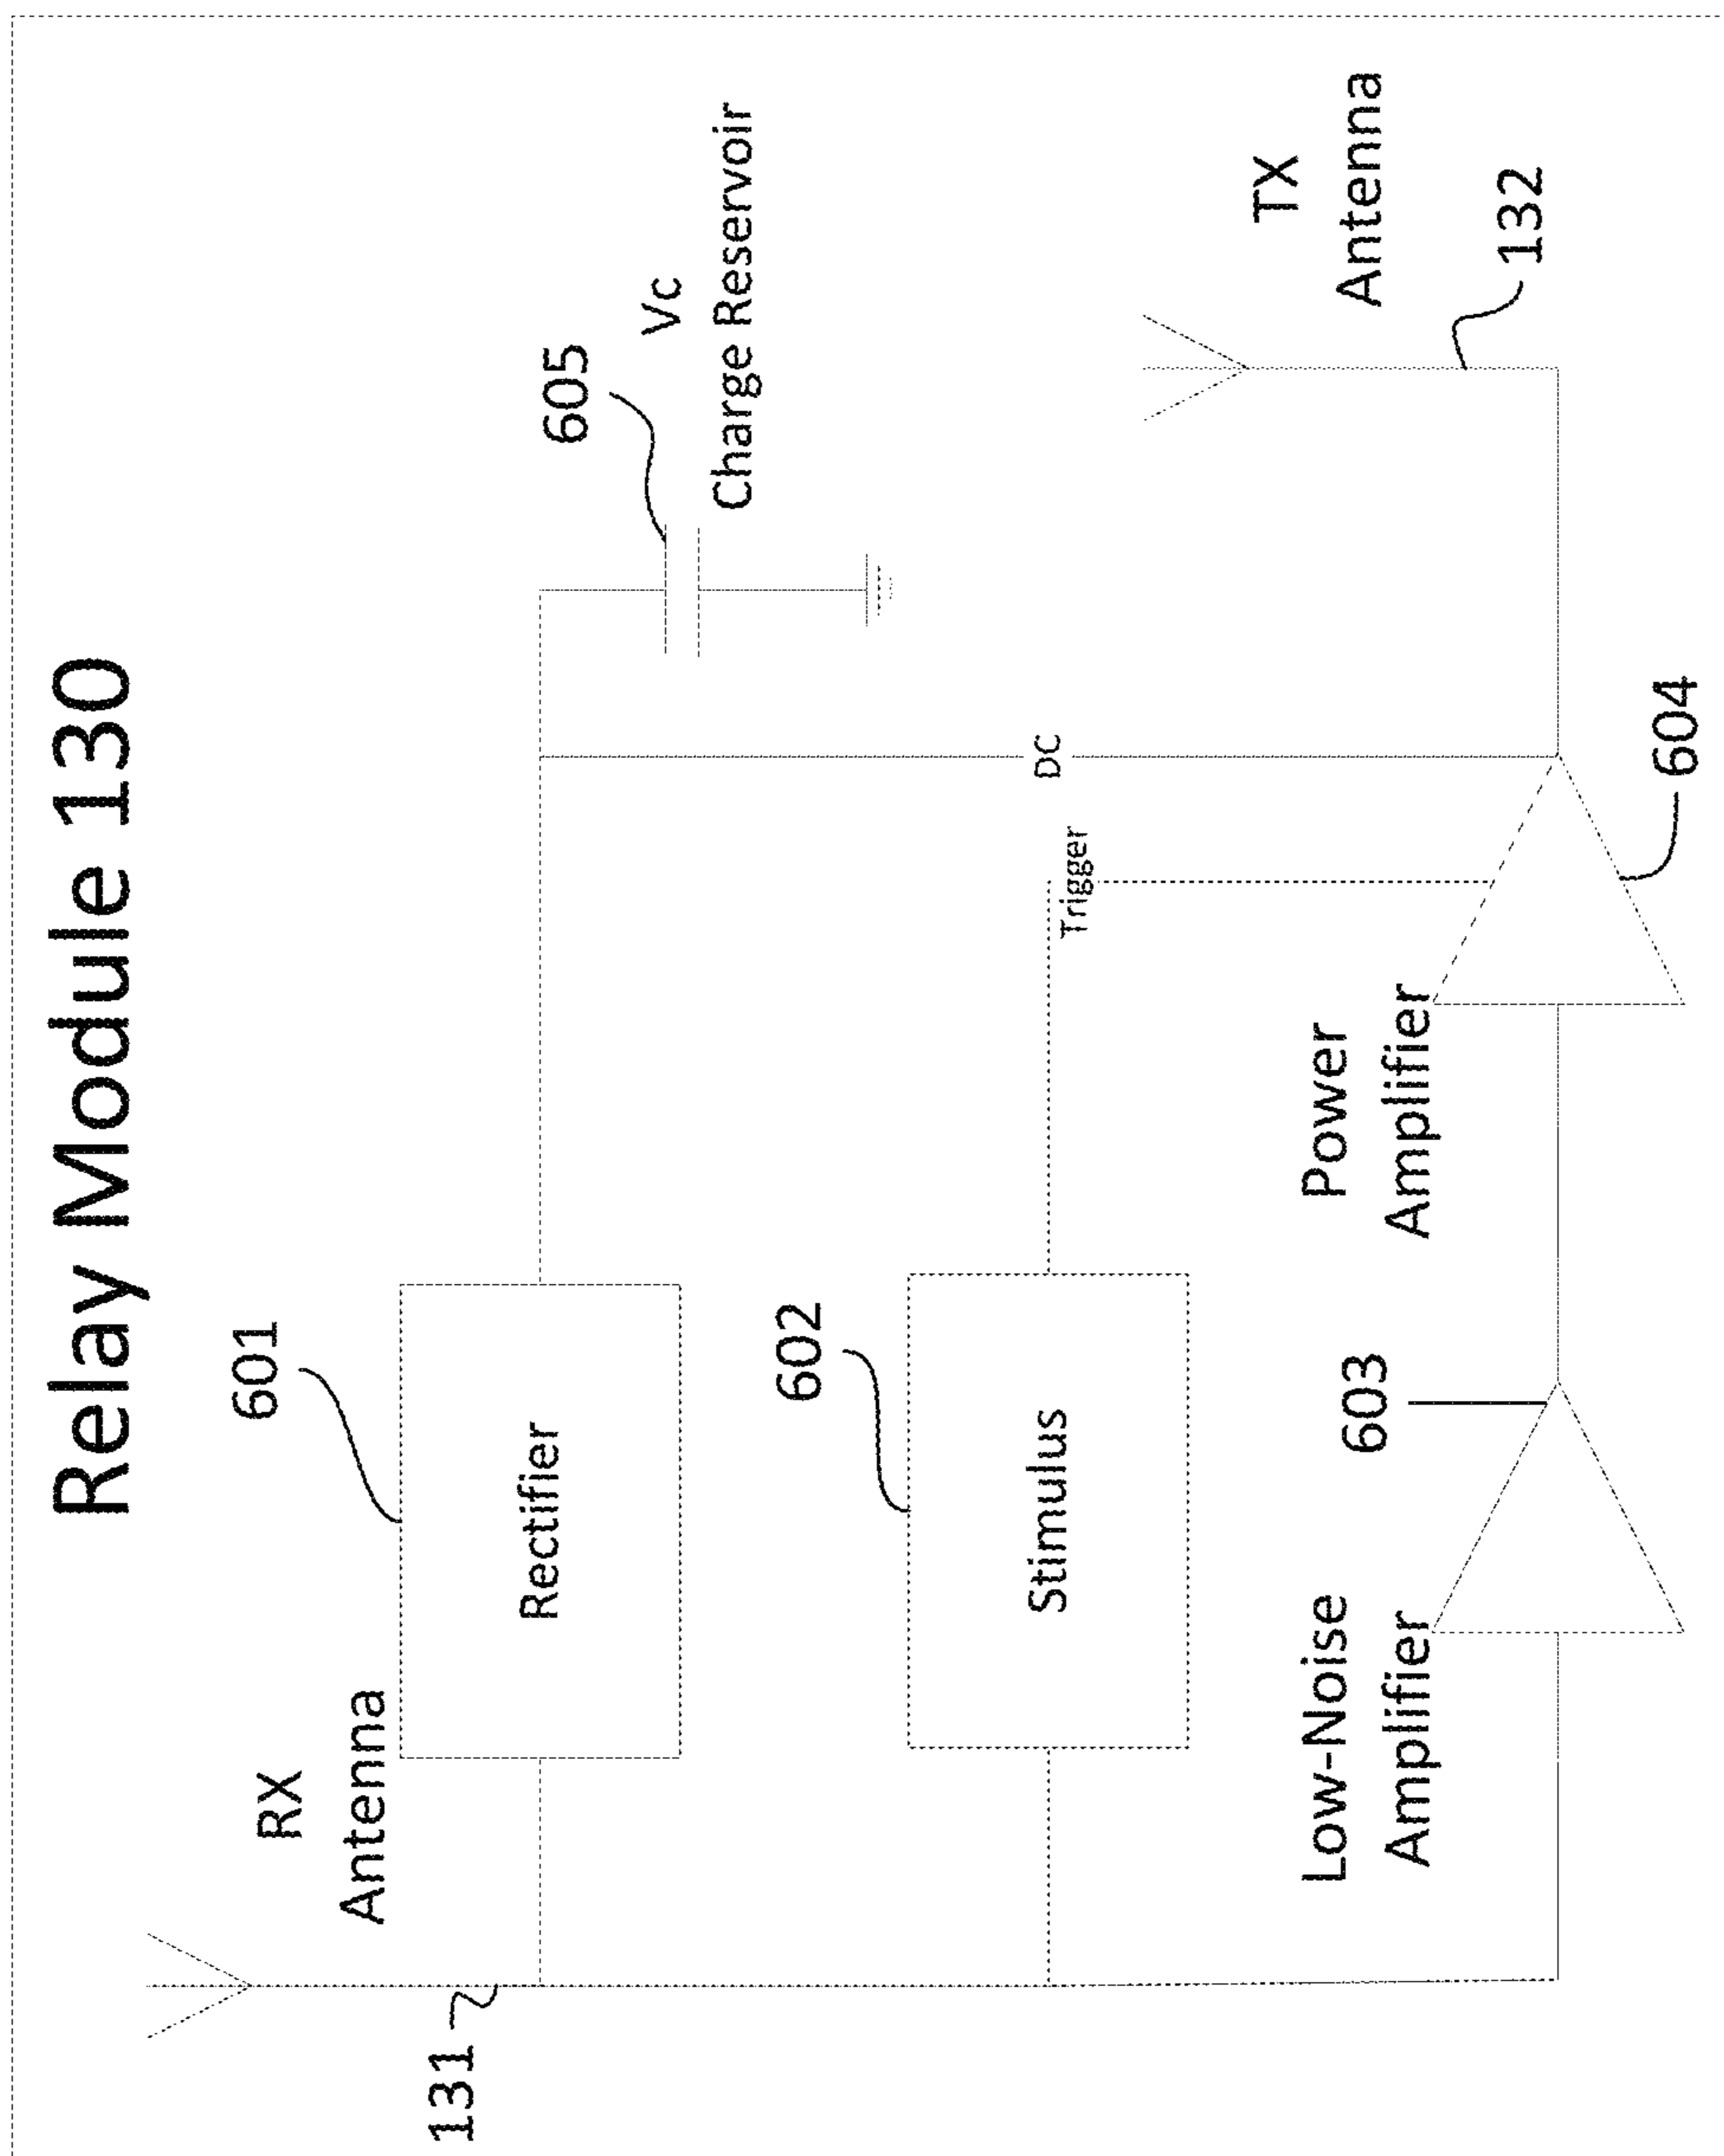 Relay Module 130
RX
Antenna
131
601
Rectifier
605
Vc
Charge Reservoir
602
Stimulus
Trigger
DC
TX
Antenna
132
Low-Noise
Amplifier
603
Power
Amplifier
604